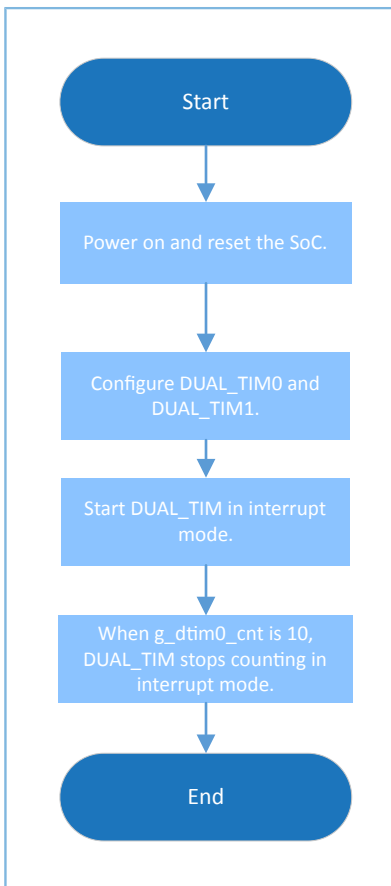 Start
Power on and reset the SoC.
Configure DUAL_TIM0 and
DUAL_TIM1.
Start DUAL_TIM in interrupt
mode.
When g_dtim0_cnt is 10,
DUAL_TIM stops counting in
interrupt mode.
End